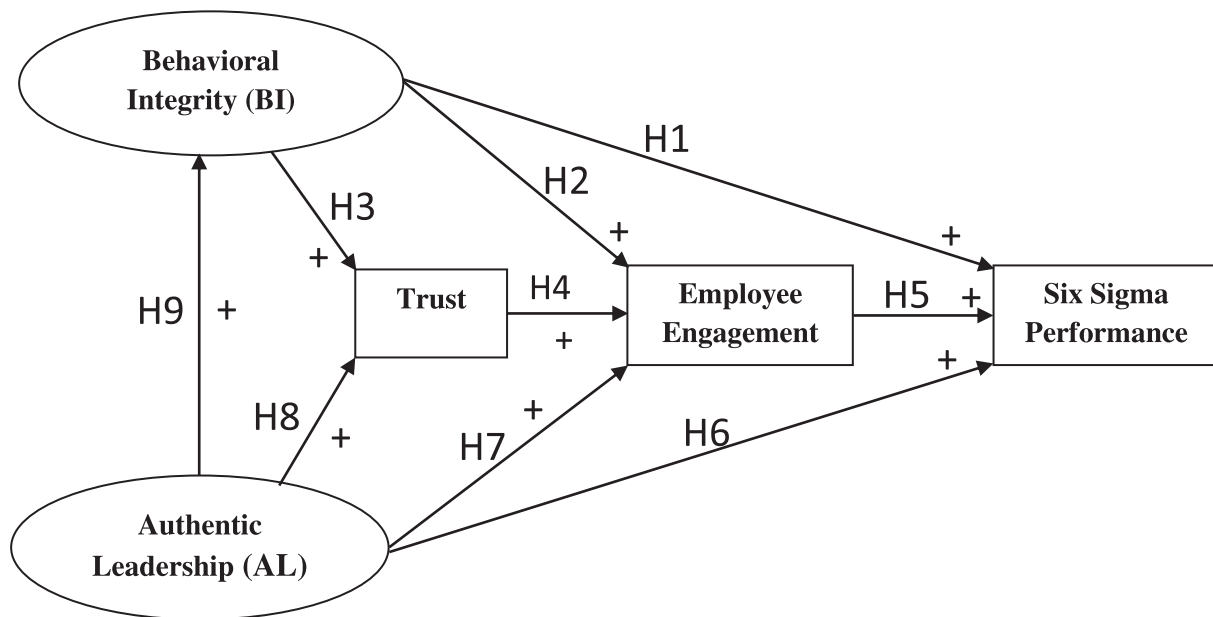 Behavioral
Integrity (BI)
H1
H2
H3
+
+
+
H9
+
Trust
H4
+
Employee
Engagement
H5
+
Six Sigma
Performance
H8
+
H7
+
H6
+
Authentic
Leadership (AL)